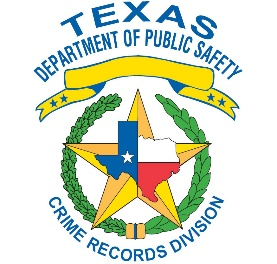 TEXAS
DEPARTMENT OF PUBLIC SAFETY
CRIME RECORDS DIVISION